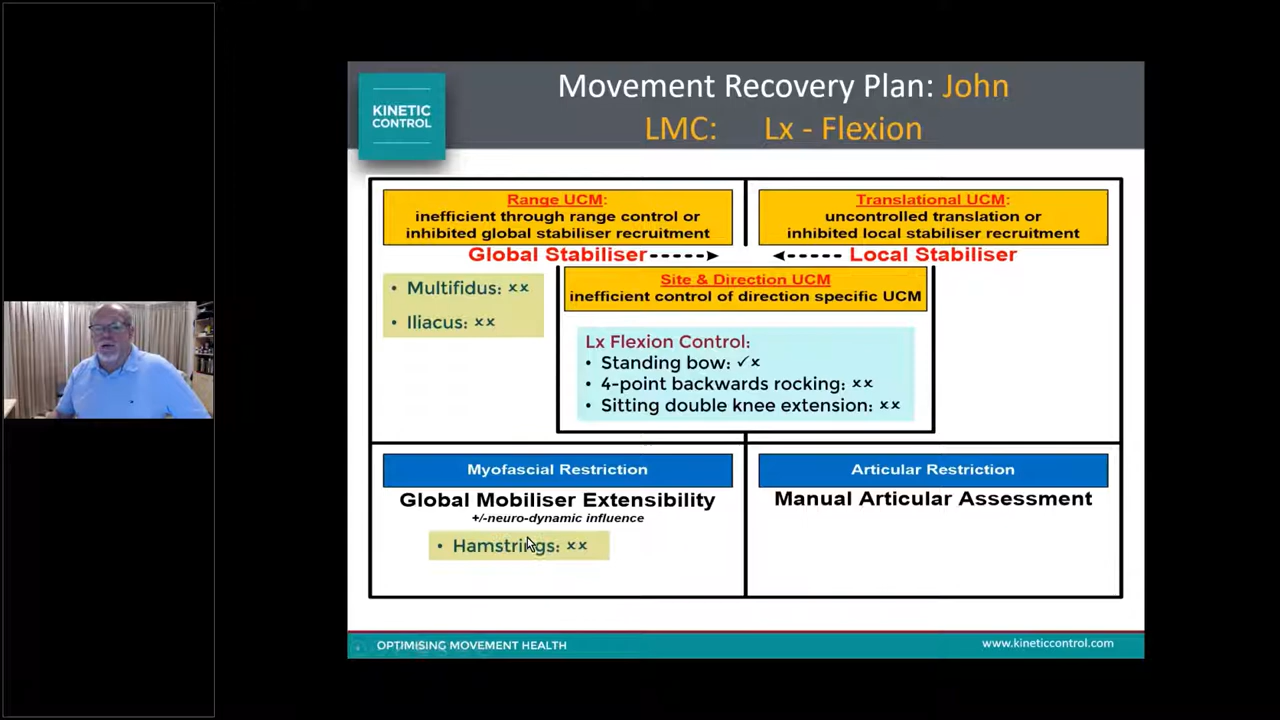 KINETIC
CONTROL
Movement Recovery Plan: John
LMC: Lx - Flexion
Range UCM:
inefficient through range control or
inhibited global stabiliser recruitment
Translational UCM:
uncontrolled translation or
inhibited local stabiliser recruitment
Global Stabiliser
Local Stabiliser
• Multifidus: ××
• Iliacus: ××
Site & Direction UCM
inefficient control of direction specific UCM
Lx Flexion Control:
• Standing bow: ✓×
• 4-point backwards rocking: ××
• Sitting double knee extension: ××
Myofascial Restriction
Global Mobiliser Extensibility
+/-neuro-dynamic influence
• Hamstrings: ××
Articular Restriction
Manual Articular Assessment
OPTIMISING MOVEMENT HEALTH
www.kineticcontrol.com